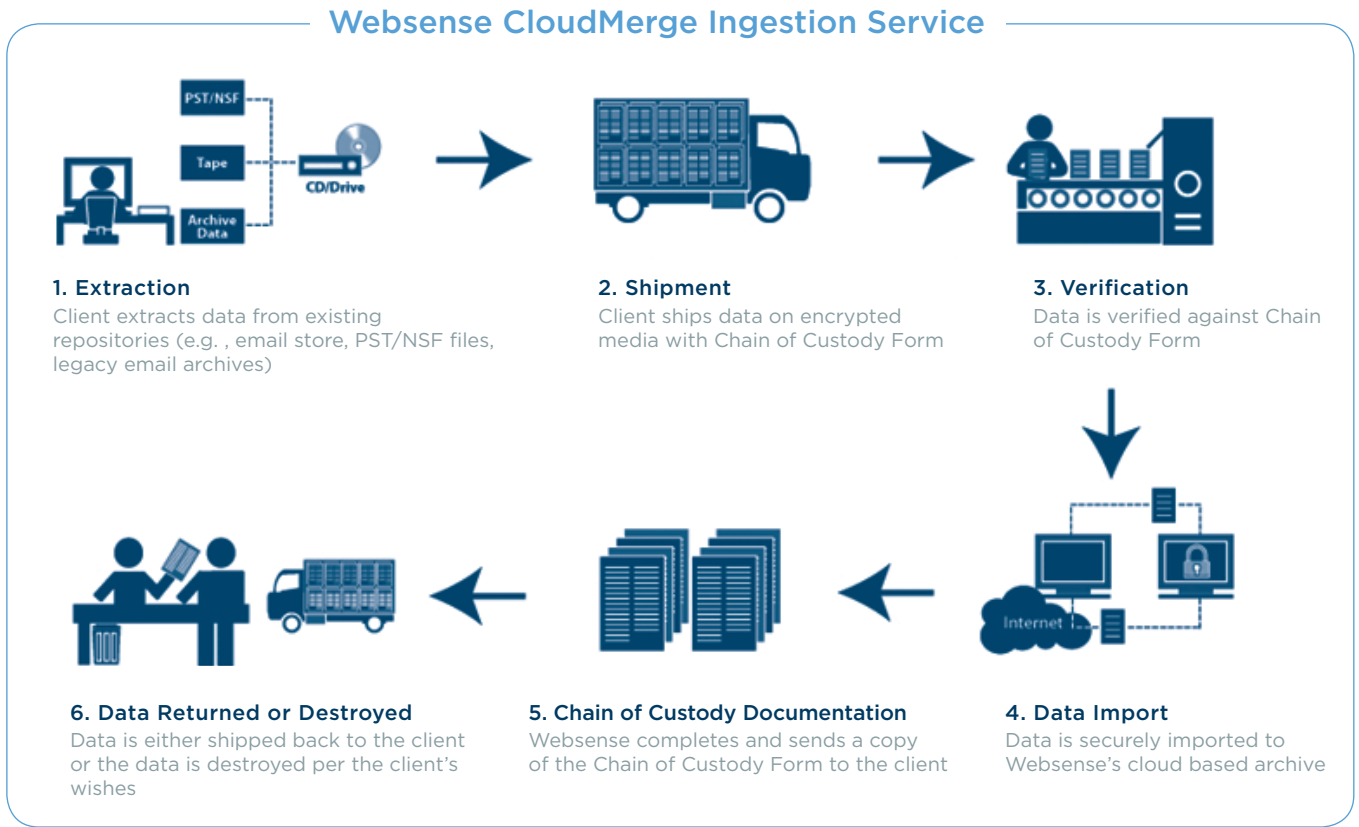 Websense CloudMerge Ingestion Service
PST/NSF
Tape
Archive
Data
CD/Drive
1. Extraction
Client extracts data from existing
repositories (e.g. , email store, PST/NSF files,
legacy email archives)
2. Shipment
Client ships data on encrypted
media with Chain of Custody Form
3. Verification
Data is verified against Chain
of Custody Form
Internet
4. Data Import
Data is securely imported to
Websense’s cloud based archive
5. Chain of Custody Documentation
Websense completes and sends a copy
of the Chain of Custody Form to the client
6. Data Returned or Destroyed
Data is either shipped back to the client
or the data is destroyed per the client’s
wishes